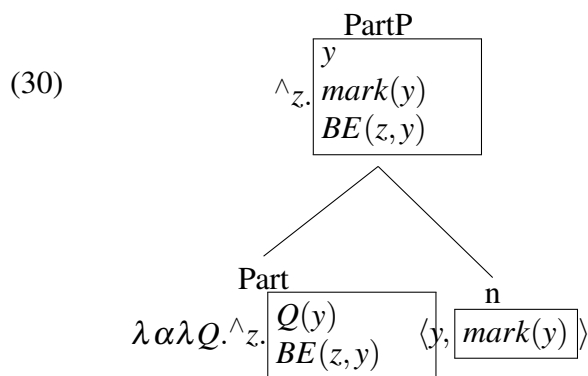 PartP
(30)
^z.
y
mark(y)
BE(z,y)
Part
n
λαλQ.^z.
Q(y)
BE(z,y)
⟨y, mark(y) ⟩